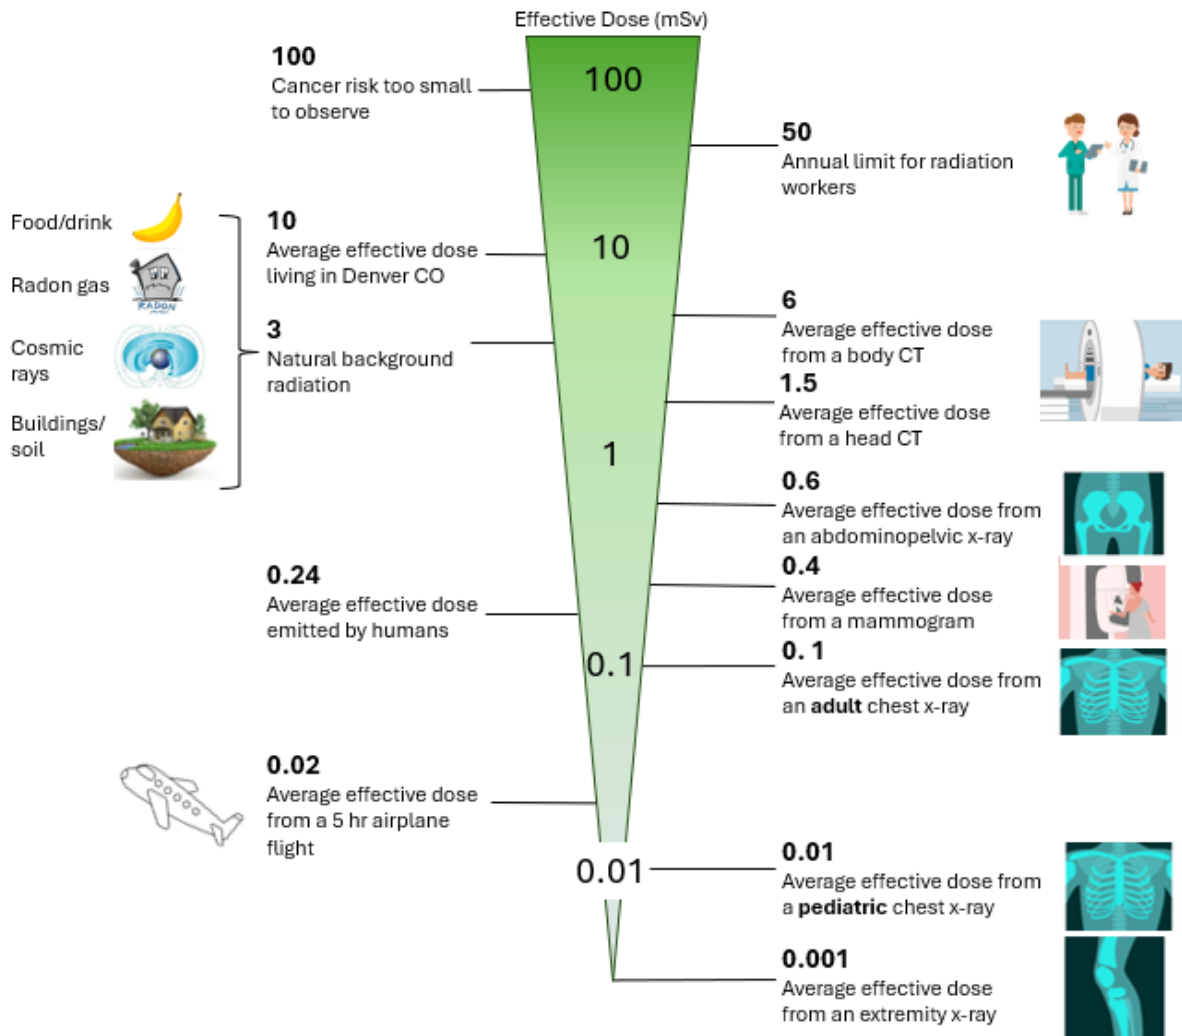 Effective Dose (mSv)
100
Cancer risk too small
to observe
100
50
Annual limit for radiation
workers
Food/drink
Radon gas
RADON
Cosmic
rays
Buildings/
soil
10
Average effective dose
living in Denver CO
3
Natural background
radiation
10
6
Average effective dose
from a body CT
1.5
Average effective dose
from a head CT
1
0.6
Average effective dose from
an abdominopelvic x-ray
0.24
Average effective dose
emitted by humans
0.4
Average effective dose
from a mammogram
0.1
0. 1
Average effective dose from
an adult chest x-ray
0.02
Average effective dose
from a 5 hr airplane
flight
0.01
0.01
Average effective dose from
a pediatric chest x-ray
0.001
Average effective dose
from an extremity x-ray